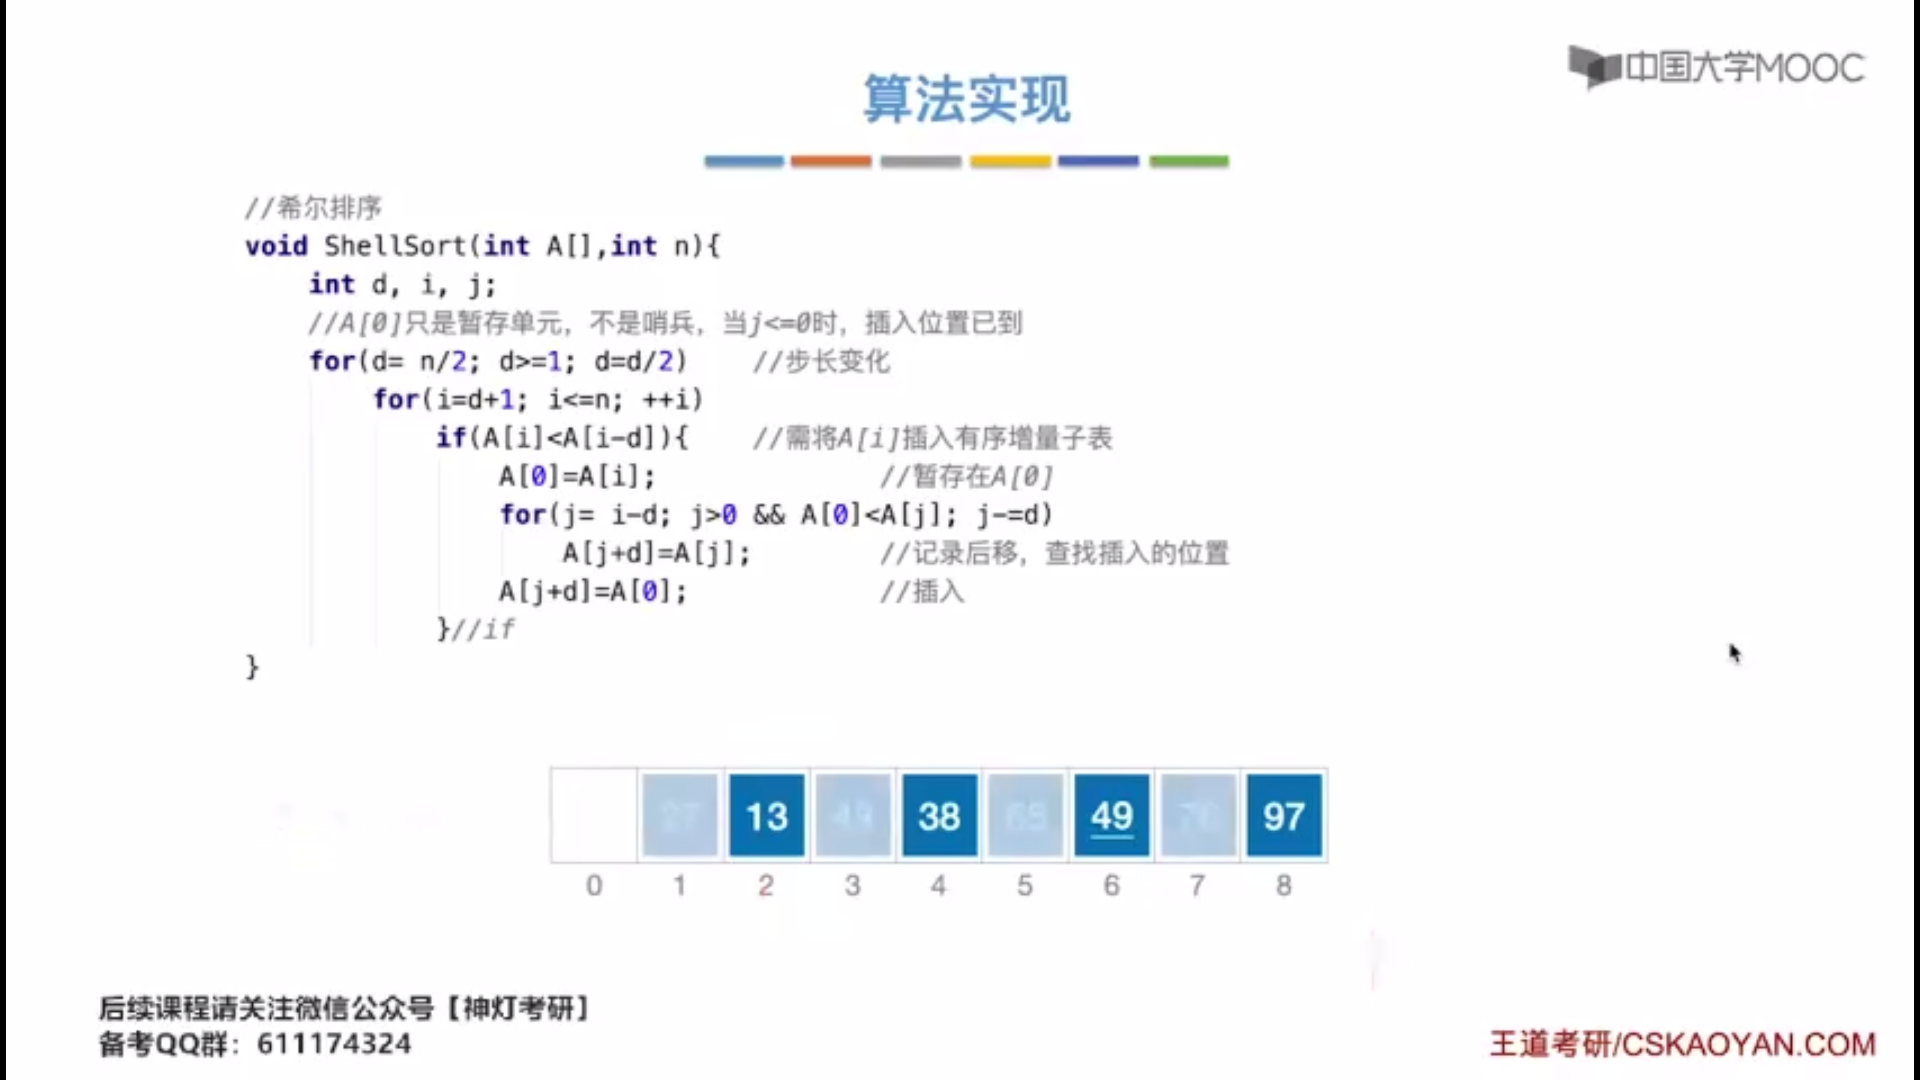 中国大学MOOC
算法实现
//希尔排序
void ShellSort(int A[],int n){
int d, i, j;
//A[0]只是暂存单元，不是哨兵，当j<=0时，插入位置已到
for(d= n/2; d>=1; d=d/2) //步长变化
for(i=d+1; i<=n; ++i)
if(A[i]<A[i-d]){ //需将A[i]插入有序增量子表
A[0]=A[i]; //暂存在A[0]
for(j= i-d; j>0 && A[0]<A[j]; j-=d)
A[j+d]=A[j]; //记录后移，查找插入的位置
A[j+d]=A[0]; //插入
}//if
}
27 13 49 38 65 49 76 97
0 1 2 3 4 5 6 7 8
后续课程请关注微信公众号【神灯考研】
备考QQ群：611174324
王道考研/CSKAOYAN.COM